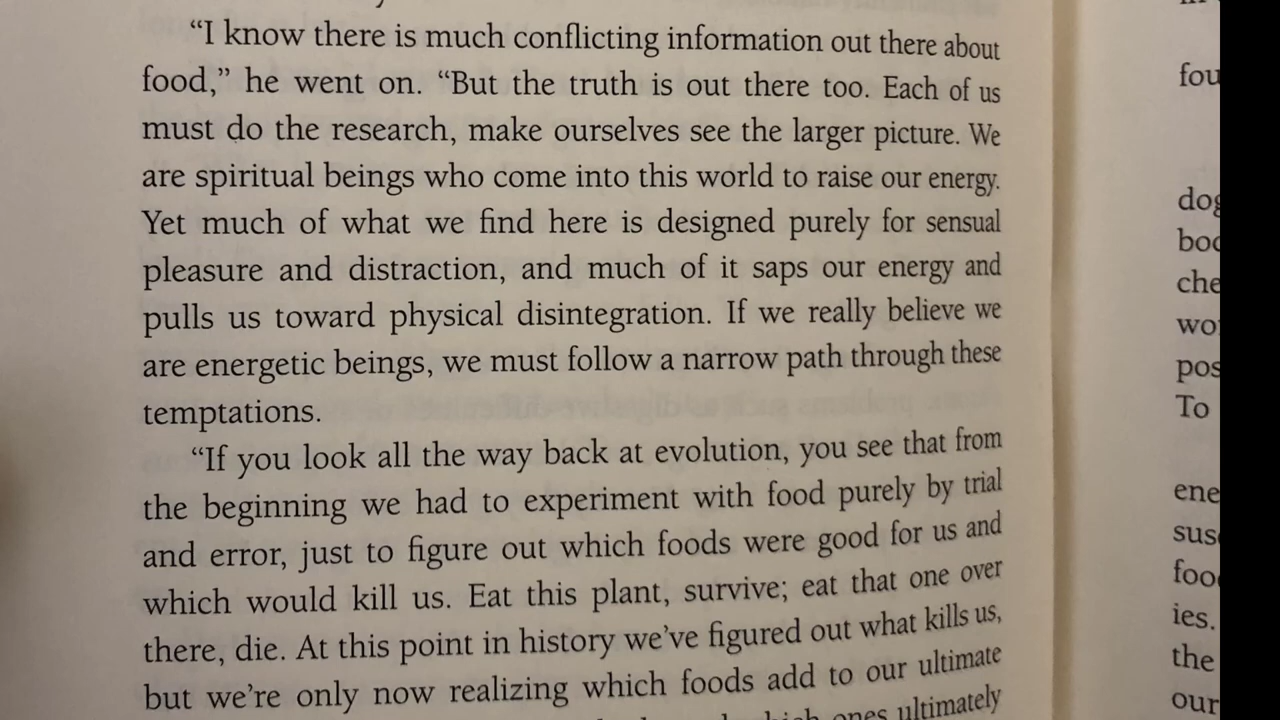 “I know there is much conflicting information out there about
food,” he went on. “But the truth is out there too. Each of us
must do the research, make ourselves see the larger picture. We
are spiritual beings who come into this world to raise our energy.
Yet much of what we find here is designed purely for sensual
pleasure and distraction, and much of it saps our energy and
pulls us toward physical disintegration. If we really believe we
are energetic beings, we must follow a narrow path through these
temptations.
“If you look all the way back at evolution, you see that from
the beginning we had to experiment with food purely by trial
and error, just to figure out which foods were good for us and
which would kill us. Eat this plant, survive; eat that one over
there, die. At this point in history we’ve figured out what kills us,
but we’re only now realizing which foods add to our ultimate
which ones ultimately
fou
dog
bod
che
wo
pos
To
ene
sus
foo
ies.
the
our